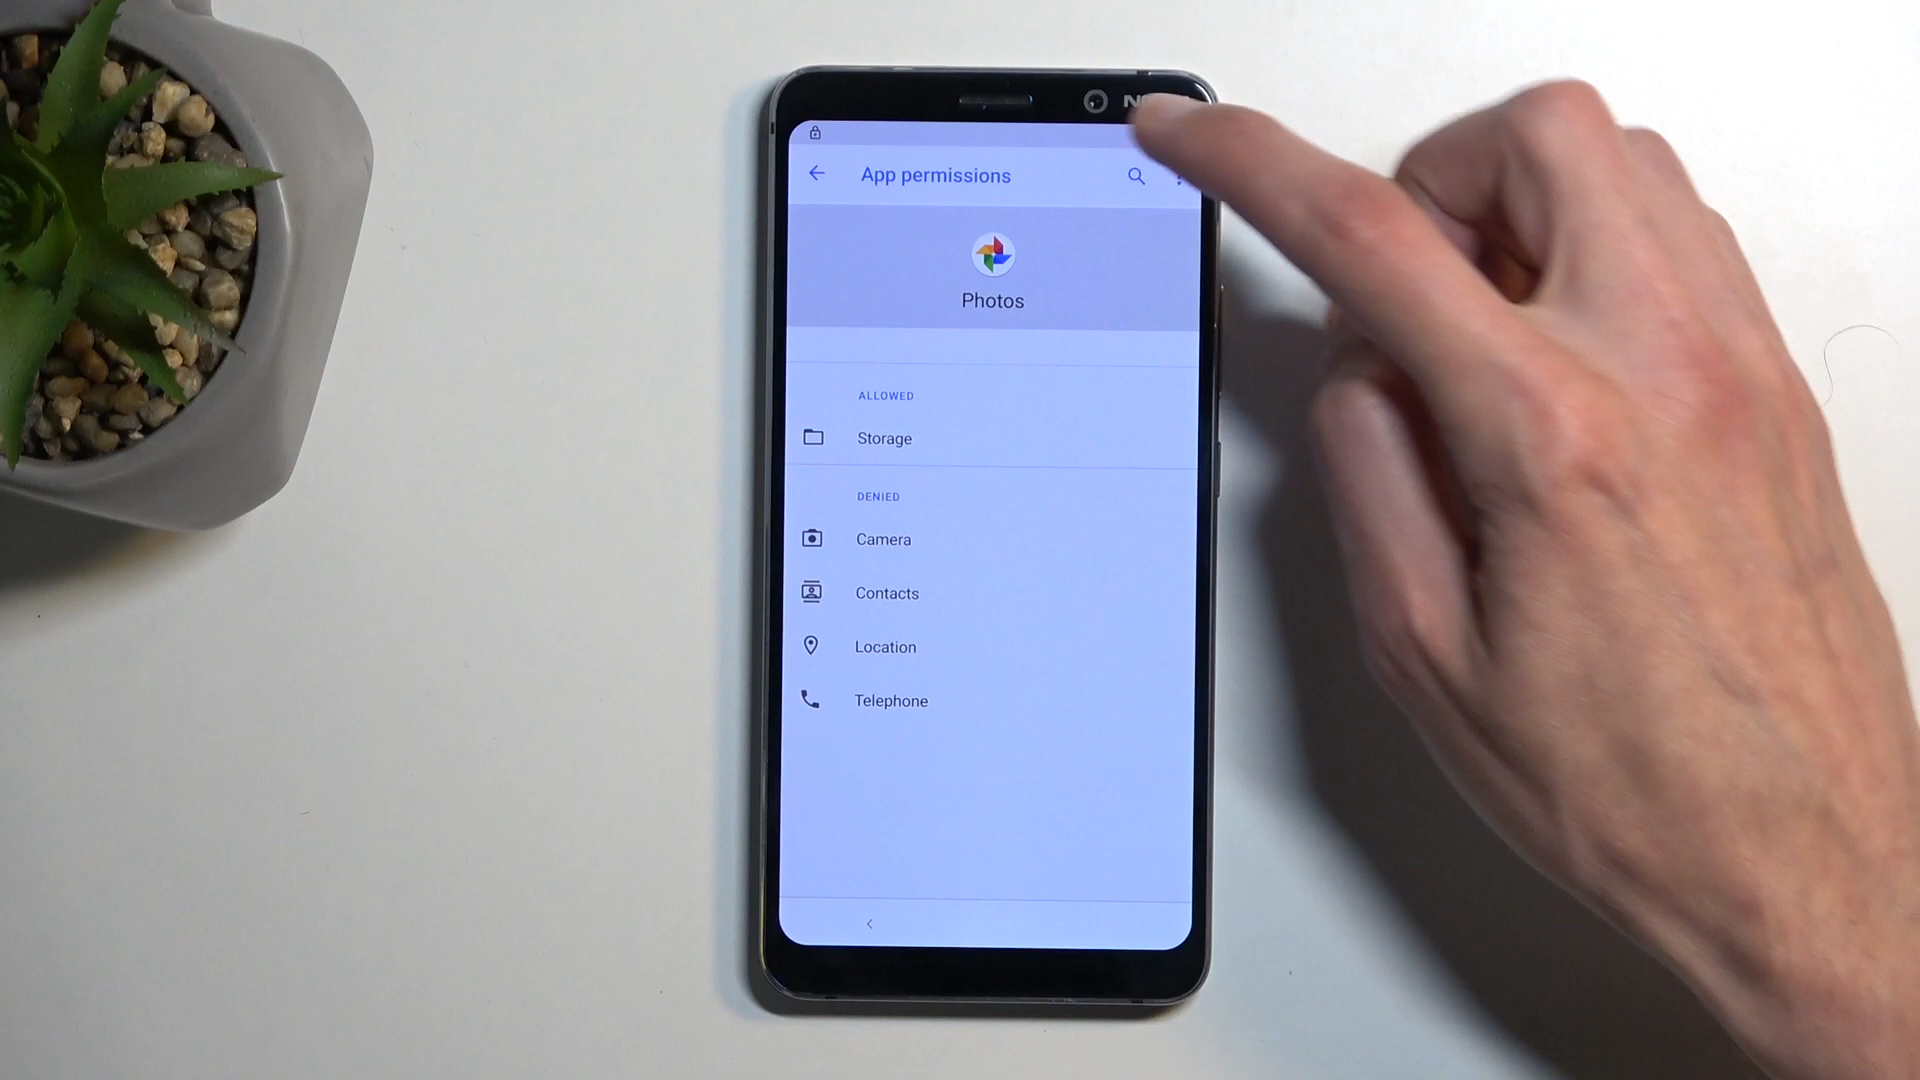 App permissions
Photos
ALLOWED
Storage
DENIED
Camera
Contacts
Location
Telephone